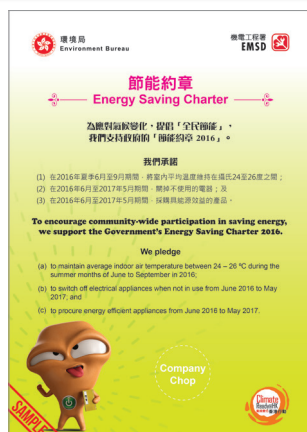 環境局
Environment Bureau
機電工程署
EMSD
節能約章
Energy Saving Charter
為應對氣候變化，提倡「全民節能」，
我們支持政府的「節能約章 2016」。
我們承諾
(1) 在2016年夏季6月至9月期間，將室內平均溫度維持在攝氏24至26度之間；
(2) 在2016年6月至2017年5月期間，關掉不使用的電器；及
(3) 在2016年6月至2017年5月期間，採購具能源效益的產品。
To encourage community-wide participation in saving energy,
we support the Government's Energy Saving Charter 2016.
We pledge
(a) to maintain average indoor air temperature between 24 – 26 ºC during the
summer months of June to September in 2016;
(b) to switch off electrical appliances when not in use from June 2016 to May
2017; and
(c) to procure energy efficient appliances from June 2016 to May 2017.
Company
Chop
SAMPLE
Climate
Ready@HK